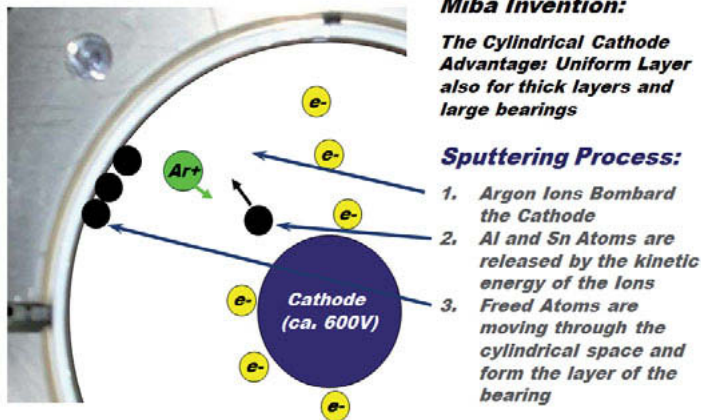 Miba Invention:
The Cylindrical Cathode
Advantage: Uniform Layer
also for thick layers and
large bearings
Sputtering Process:
1. Argon Ions Bombard
the Cathode
2. Al and Sn Atoms are
released by the kinetic
energy of the Ions
3. Freed Atoms are
moving through the
cylindrical space and
form the layer of the
bearing
e-
e-
Ar+
e-
e-
Cathode
(ca. 600V)
e-
e-